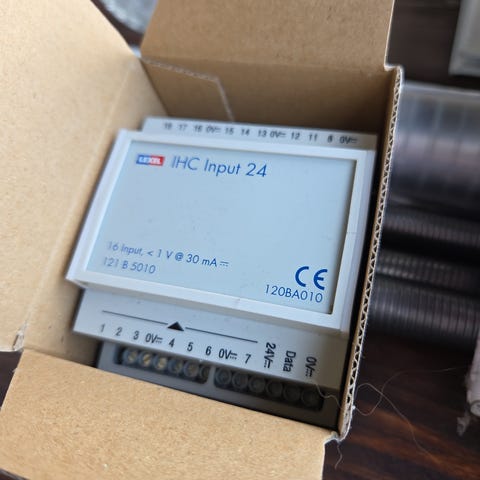 18 17 16 0V⎓ 15 14 13 0V⎓ 12 11 8 0V⎓
LEXEL IHC Input 24
16 Input, < 1 V @ 30 mA ⎓
121 B 5010
CE
120BA010
1 2 3 0V⎓ 4 5 6 0V⎓ 7 24V⎓ Data 0V⎓